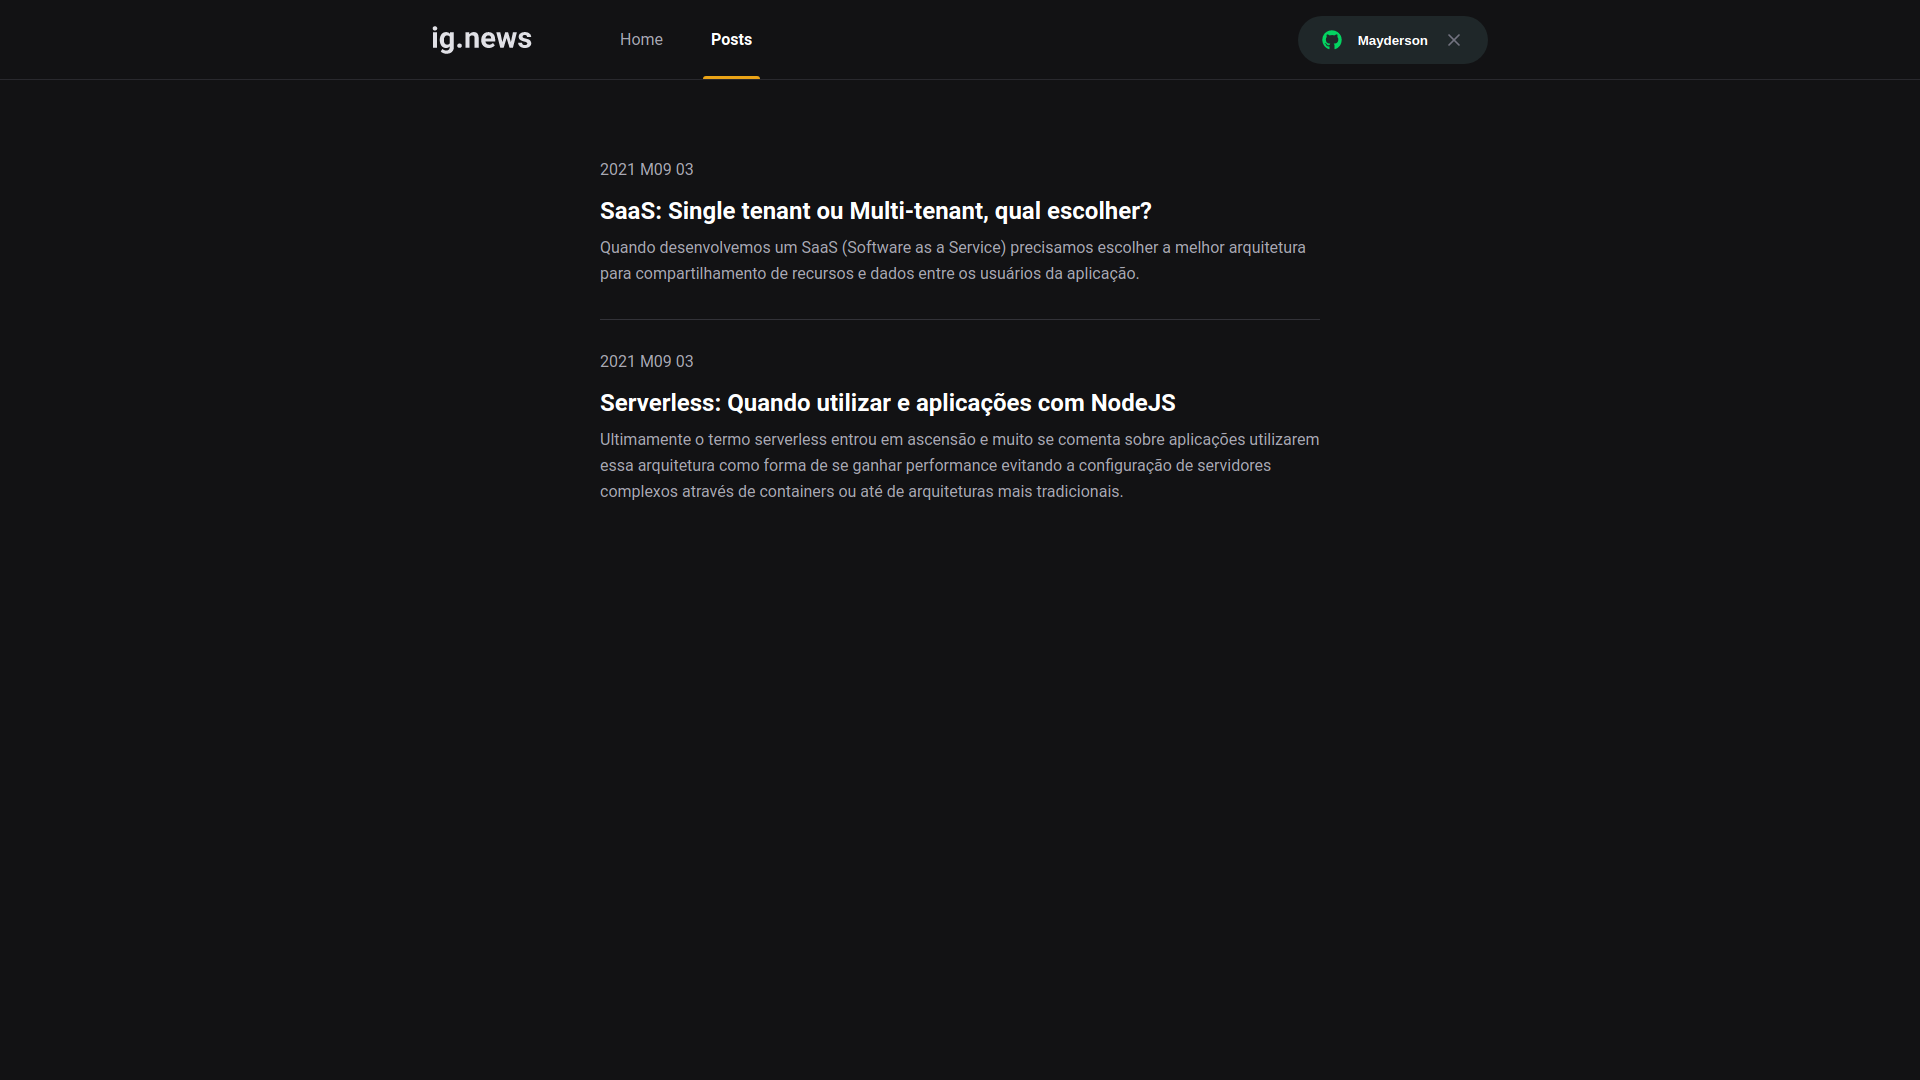 ig.news
Home
Posts
Mayderson
2021 M09 03
SaaS: Single tenant ou Multi-tenant, qual escolher?
Quando desenvolvemos um SaaS (Software as a Service) precisamos escolher a melhor arquitetura
para compartilhamento de recursos e dados entre os usuários da aplicação.
2021 M09 03
Serverless: Quando utilizar e aplicações com NodeJS
Ultimamente o termo serverless entrou em ascensão e muito se comenta sobre aplicações utilizarem
essa arquitetura como forma de se ganhar performance evitando a configuração de servidores
complexos através de containers ou até de arquiteturas mais tradicionais.